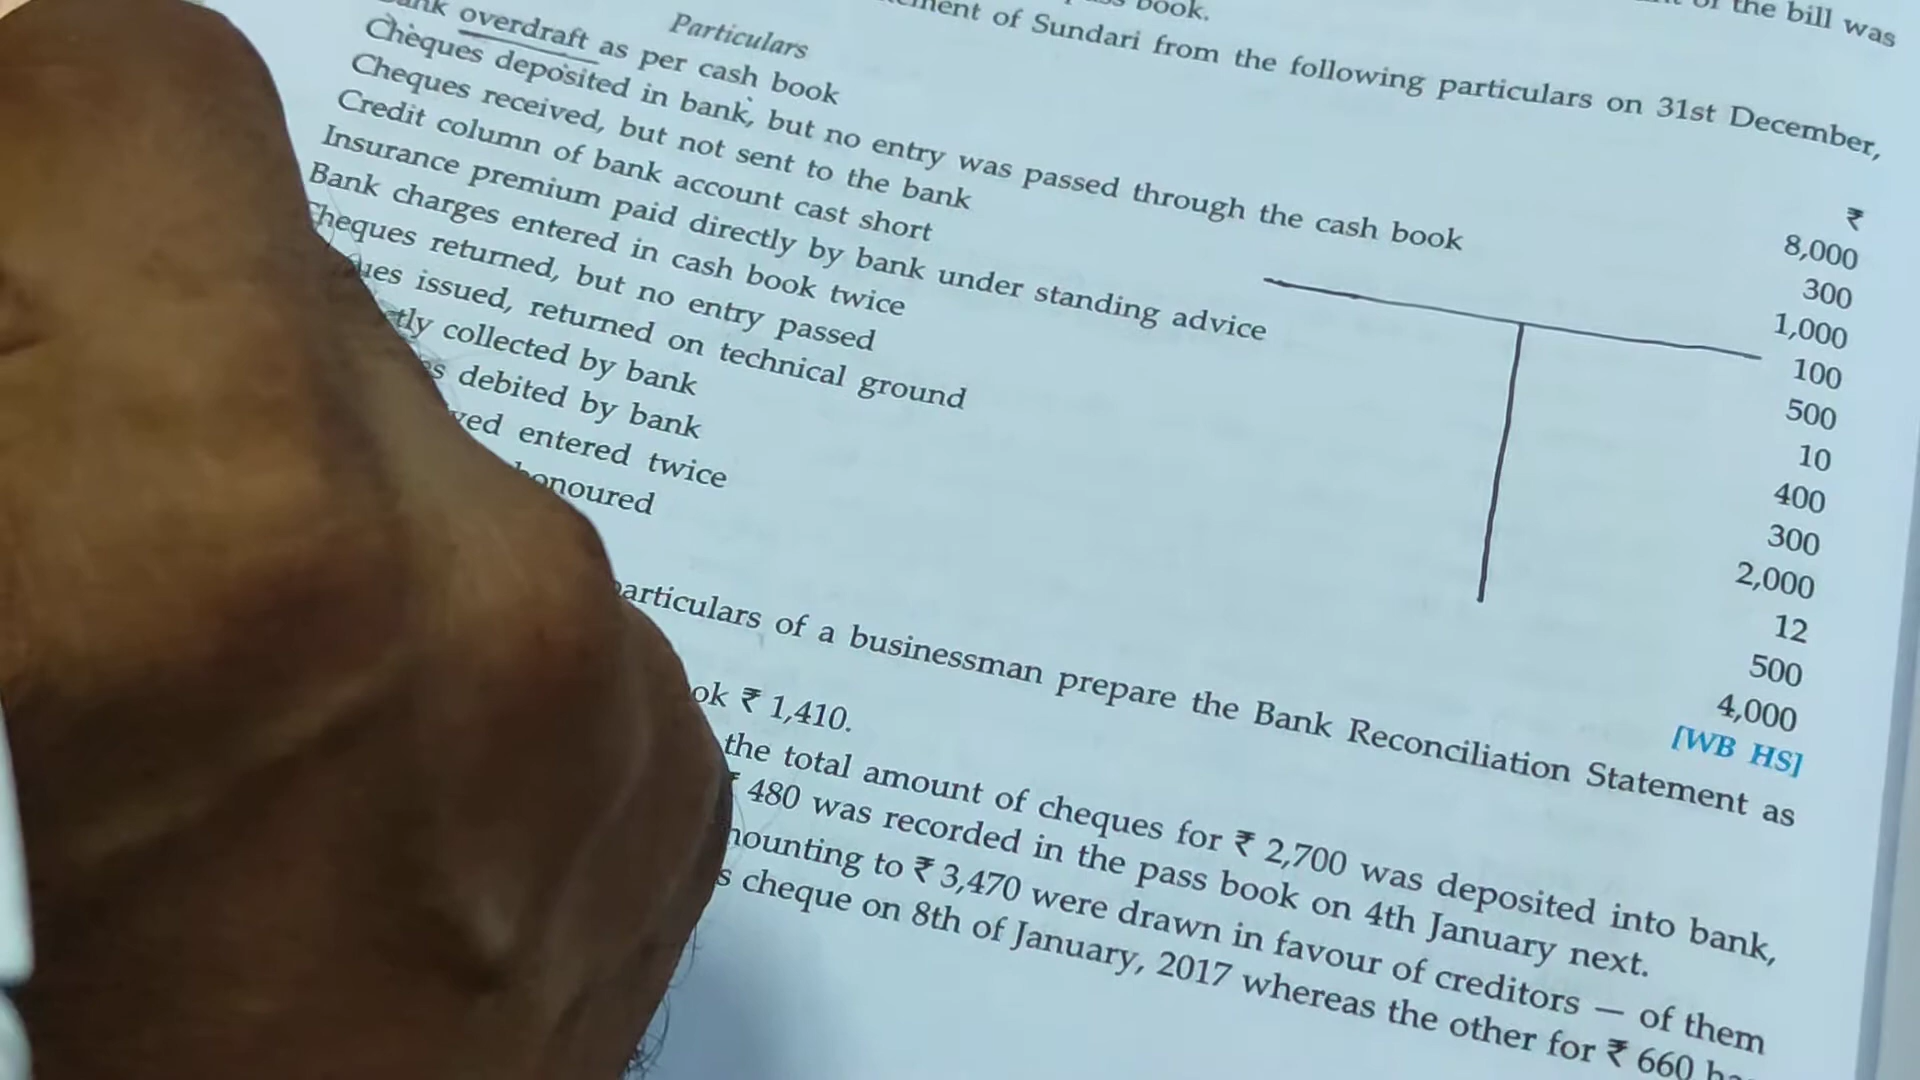 book.
of the bill was
of Sundari from the following particulars on 31st December,
Particulars
₹
overdraft as per cash book
8,000
Cheques deposited in bank, but no entry was passed through the cash book
300
Cheques received, but not sent to the bank
1,000
Credit column of bank account cast short
100
Insurance premium paid directly by bank under standing advice
500
Bank charges entered in cash book twice
10
Cheques returned, but no entry passed
400
issued, returned on technical ground
300
collected by bank
2,000
debited by bank
12
entered twice
500
4,000
[WB HS]
particulars of a businessman prepare the Bank Reconciliation Statement as
₹ 1,410.
the total amount of cheques for ₹ 2,700 was deposited into bank,
480 was recorded in the pass book on 4th January next.
to ₹ 3,470 were drawn in favour of creditors — of them
cheque on 8th of January, 2017 whereas the other for ₹ 660